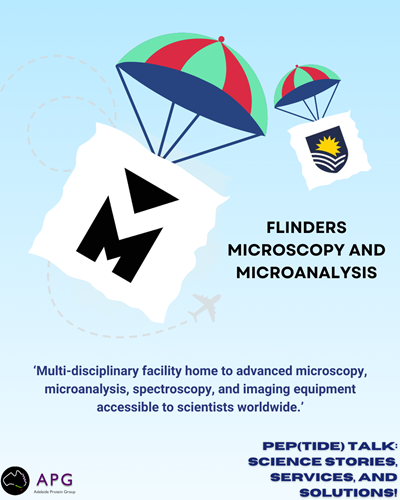 M
FLINDERS
MICROSCOPY AND
MICROANALYSIS
‘Multi-disciplinary facility home to advanced microscopy,
microanalysis, spectroscopy, and imaging equipment
accessible to scientists worldwide.’
PEP(TIDE) TALK:
SCIENCE STORIES,
SERVICES, AND
SOLUTIONS!
APG
Adelaide Protein Group